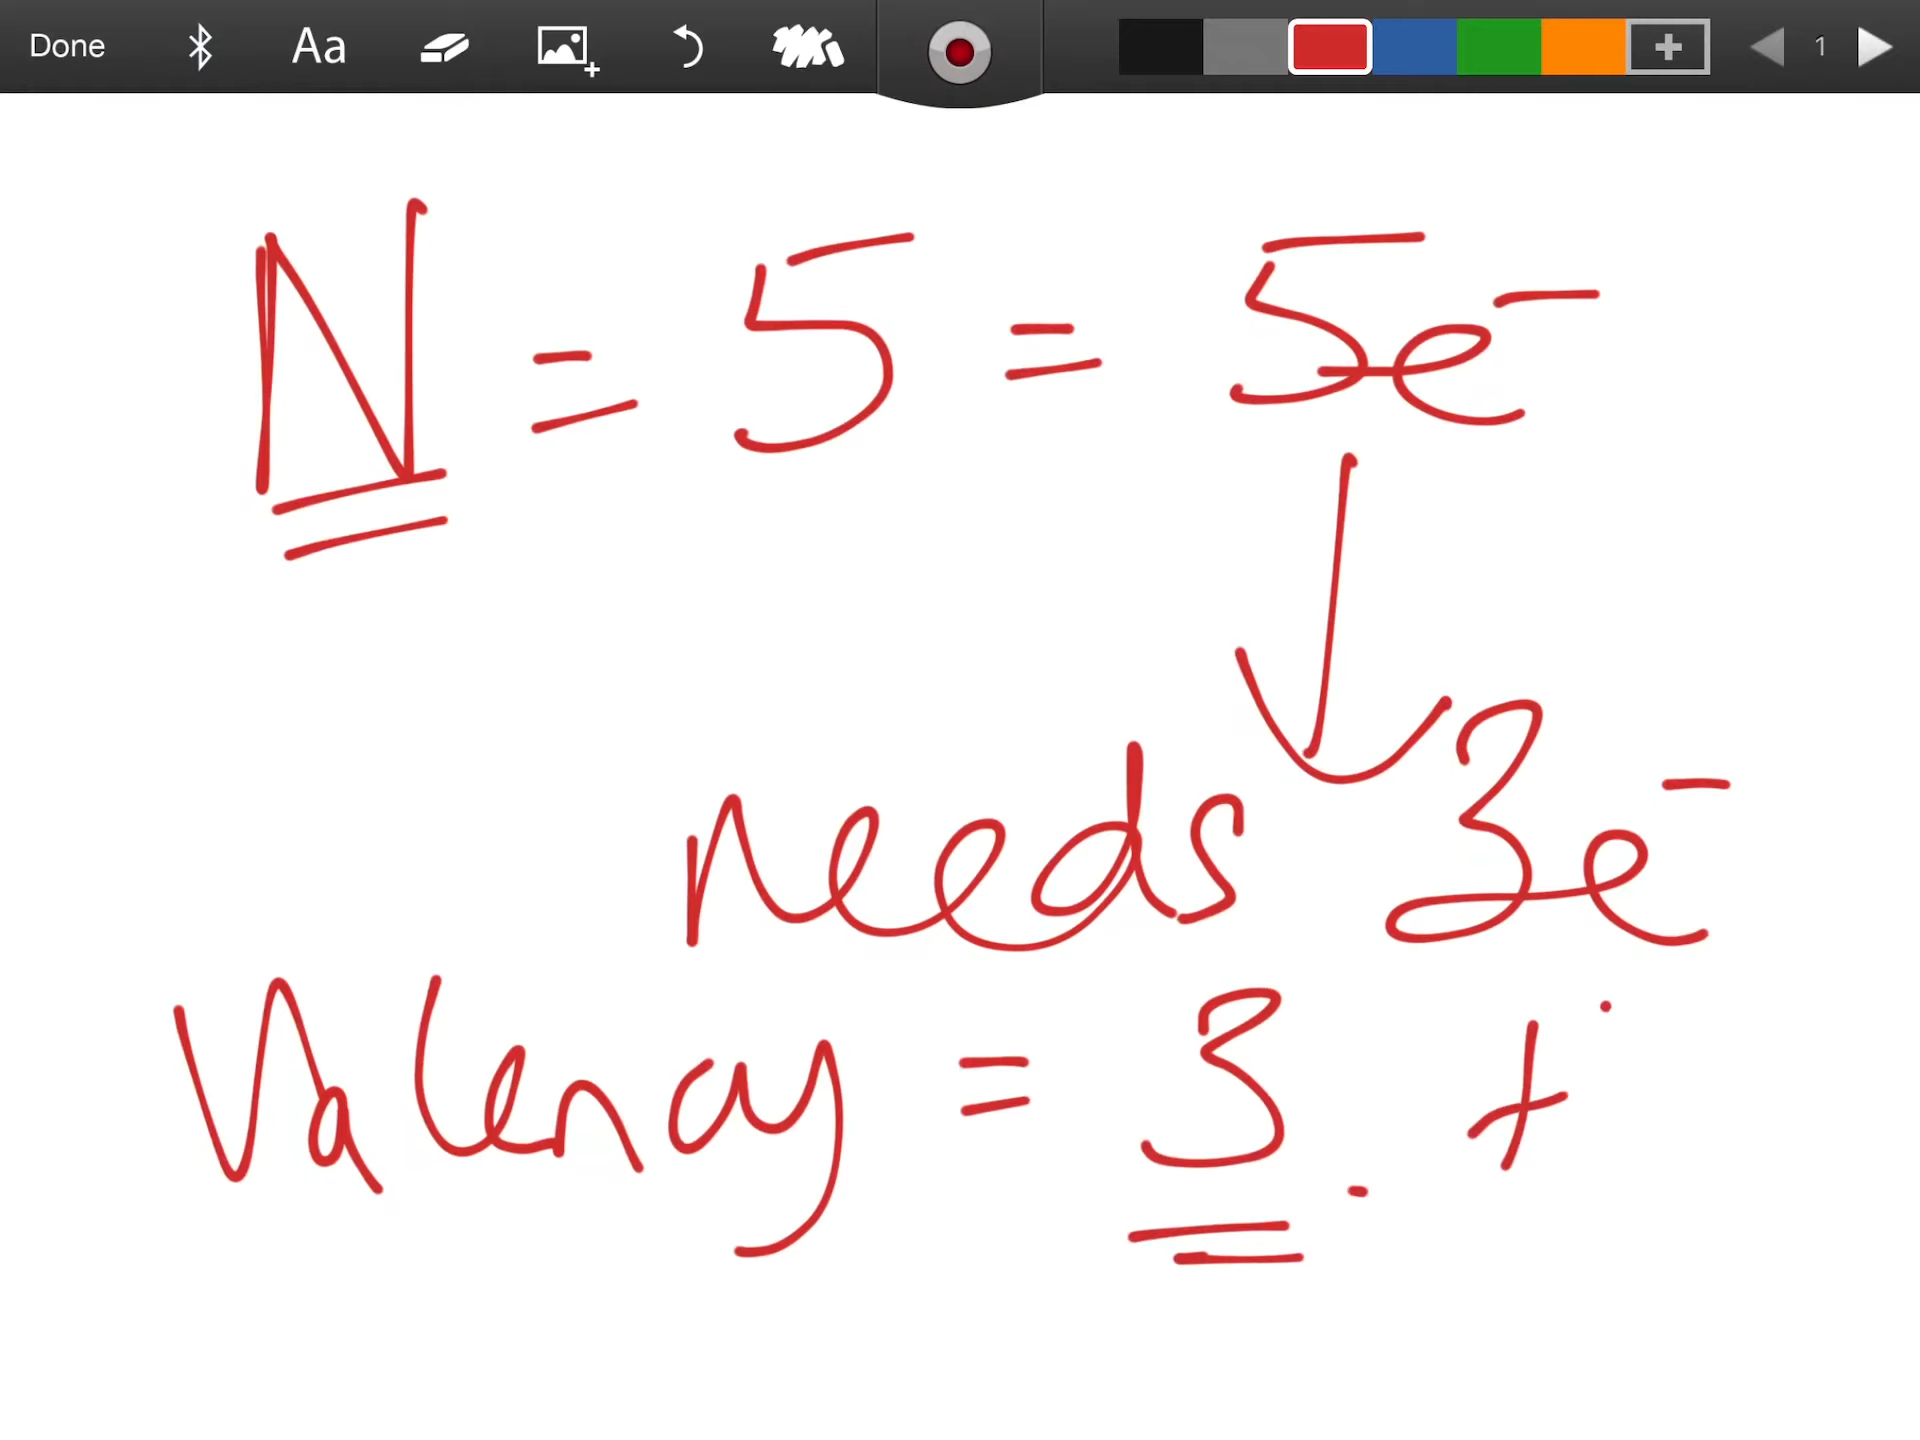 Done Aa 1
N = 5 = 5e⁻
needs 3e⁻
Valency = 3. +